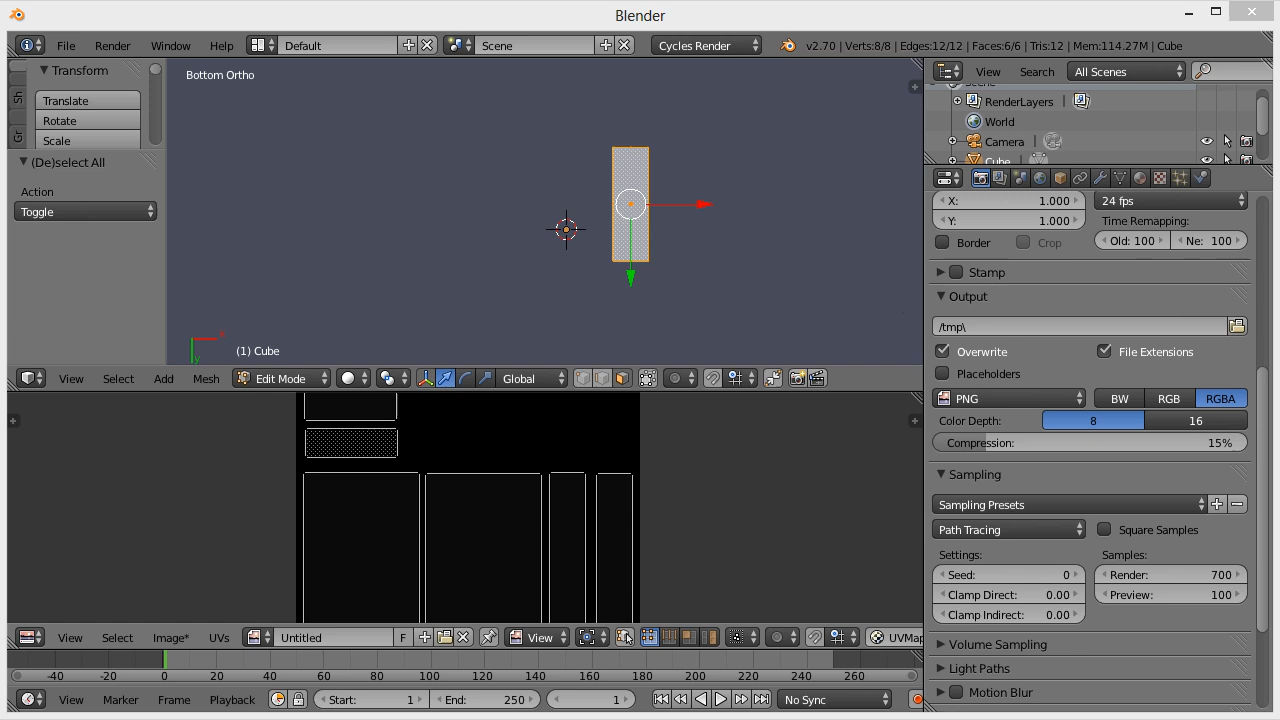 Blender
File Render Window Help Default Scene Cycles Render v2.70 | Verts:8/8 | Edges:12/12 | Faces:6/6 | Tris:12 | Mem:114.27M | Cube
Transform
Translate
Rotate
Scale
Sh
Gr
(De)select All
Action
Toggle
Bottom Ortho
x
y
(1) Cube
View Select Add Mesh Edit Mode Global
View Select Image* UVs Untitled F View UVMap
-40 -20 0 20 40 60 80 100 120 140 160 180 200 220 240 260
View Marker Frame Playback Start: 1 End: 250 1 No Sync
View Search All Scenes
RenderLayers
World
Camera
Cube
X: 1.000 24 fps
Y: 1.000 Time Remapping:
Border Crop Old: 100 Ne: 100
Stamp
Output
/tmp\
Overwrite File Extensions
Placeholders
PNG BW RGB RGBA
Color Depth: 8 16
Compression: 15%
Sampling
Sampling Presets
Path Tracing Square Samples
Settings: Samples:
Seed: 0 Render: 700
Clamp Direct: 0.00 Preview: 100
Clamp Indirect: 0.00
Volume Sampling
Light Paths
Motion Blur